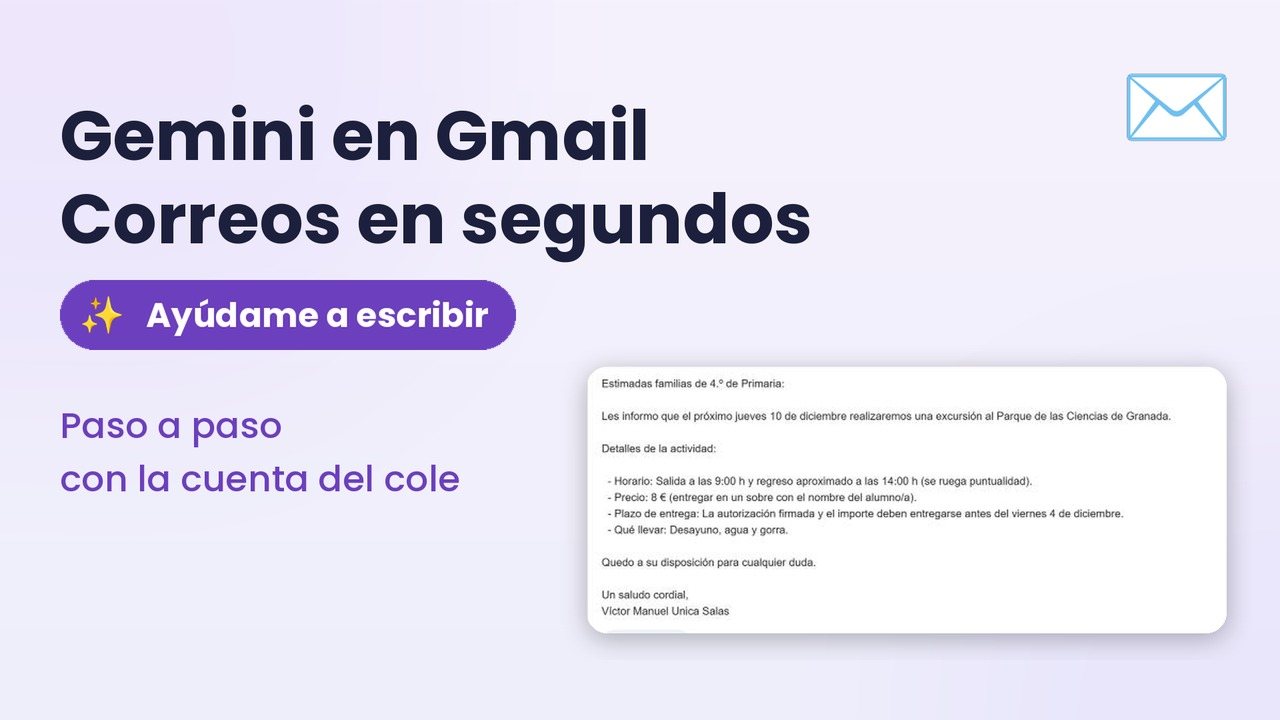 Gemini en Gmail
Correos en segundos
Ayúdame a escribir
Paso a paso
con la cuenta del cole
Estimadas familias de 4.º de Primaria:
Les informo que el próximo jueves 10 de diciembre realizaremos una excursión al Parque de las Ciencias de Granada.
Detalles de la actividad:
- Horario: Salida a las 9:00 h y regreso aproximado a las 14:00 h (se ruega puntualidad).
- Precio: 8 € (entregar en un sobre con el nombre del alumno/a).
- Plazo de entrega: La autorización firmada y el importe deben entregarse antes del viernes 4 de diciembre.
- Qué llevar: Desayuno, agua y gorra.
Quedo a su disposición para cualquier duda.
Un saludo cordial,
Víctor Manuel Unica Salas